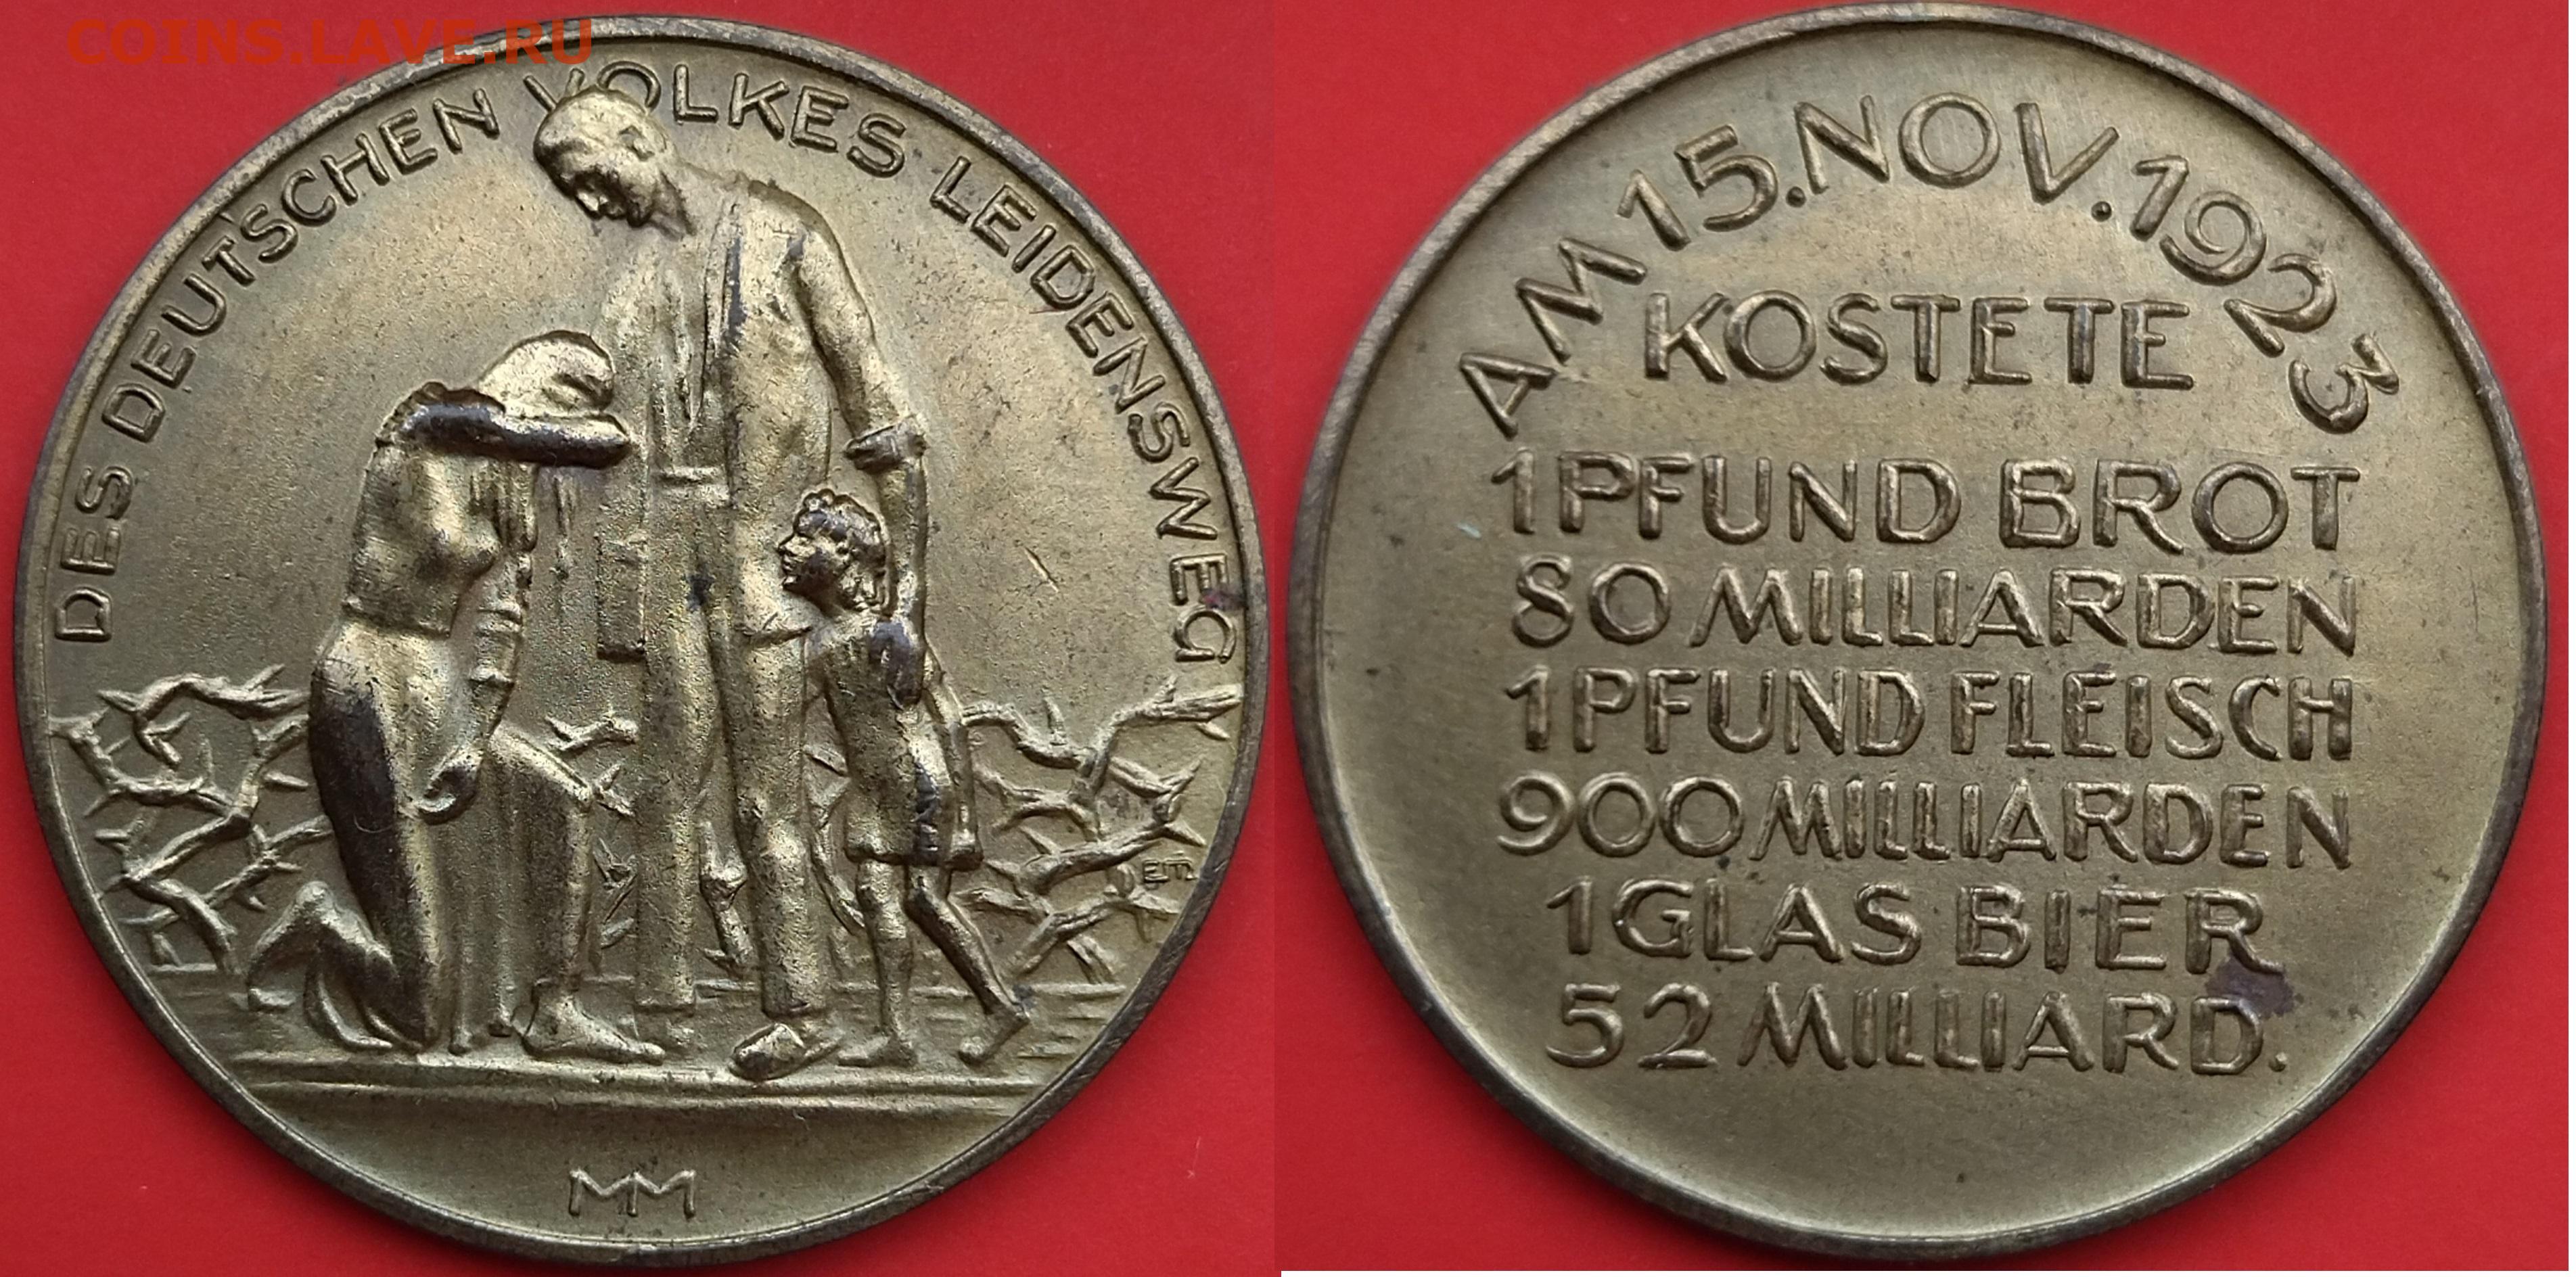 COINS.LAVE.RU
DES DEUTSCHEN VOLKES LEIDENSWEG
EM
MM
AM 15.NOV.1923
KOSTETE
1 PFUND BROT
80 MILLIARDEN
1 PFUND FLEISCH
900 MILLIARDEN
1 GLAS BIER
52 MILLIARD.